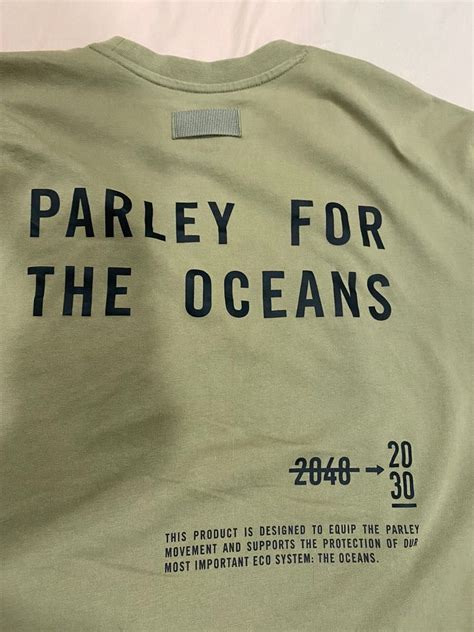 PARLEY FOR
THE OCEANS
2040 → 20
30
THIS PRODUCT IS DESIGNED TO EQUIP THE PARLEY
MOVEMENT AND SUPPORTS THE PROTECTION OF OUR
MOST IMPORTANT ECO SYSTEM: THE OCEANS.